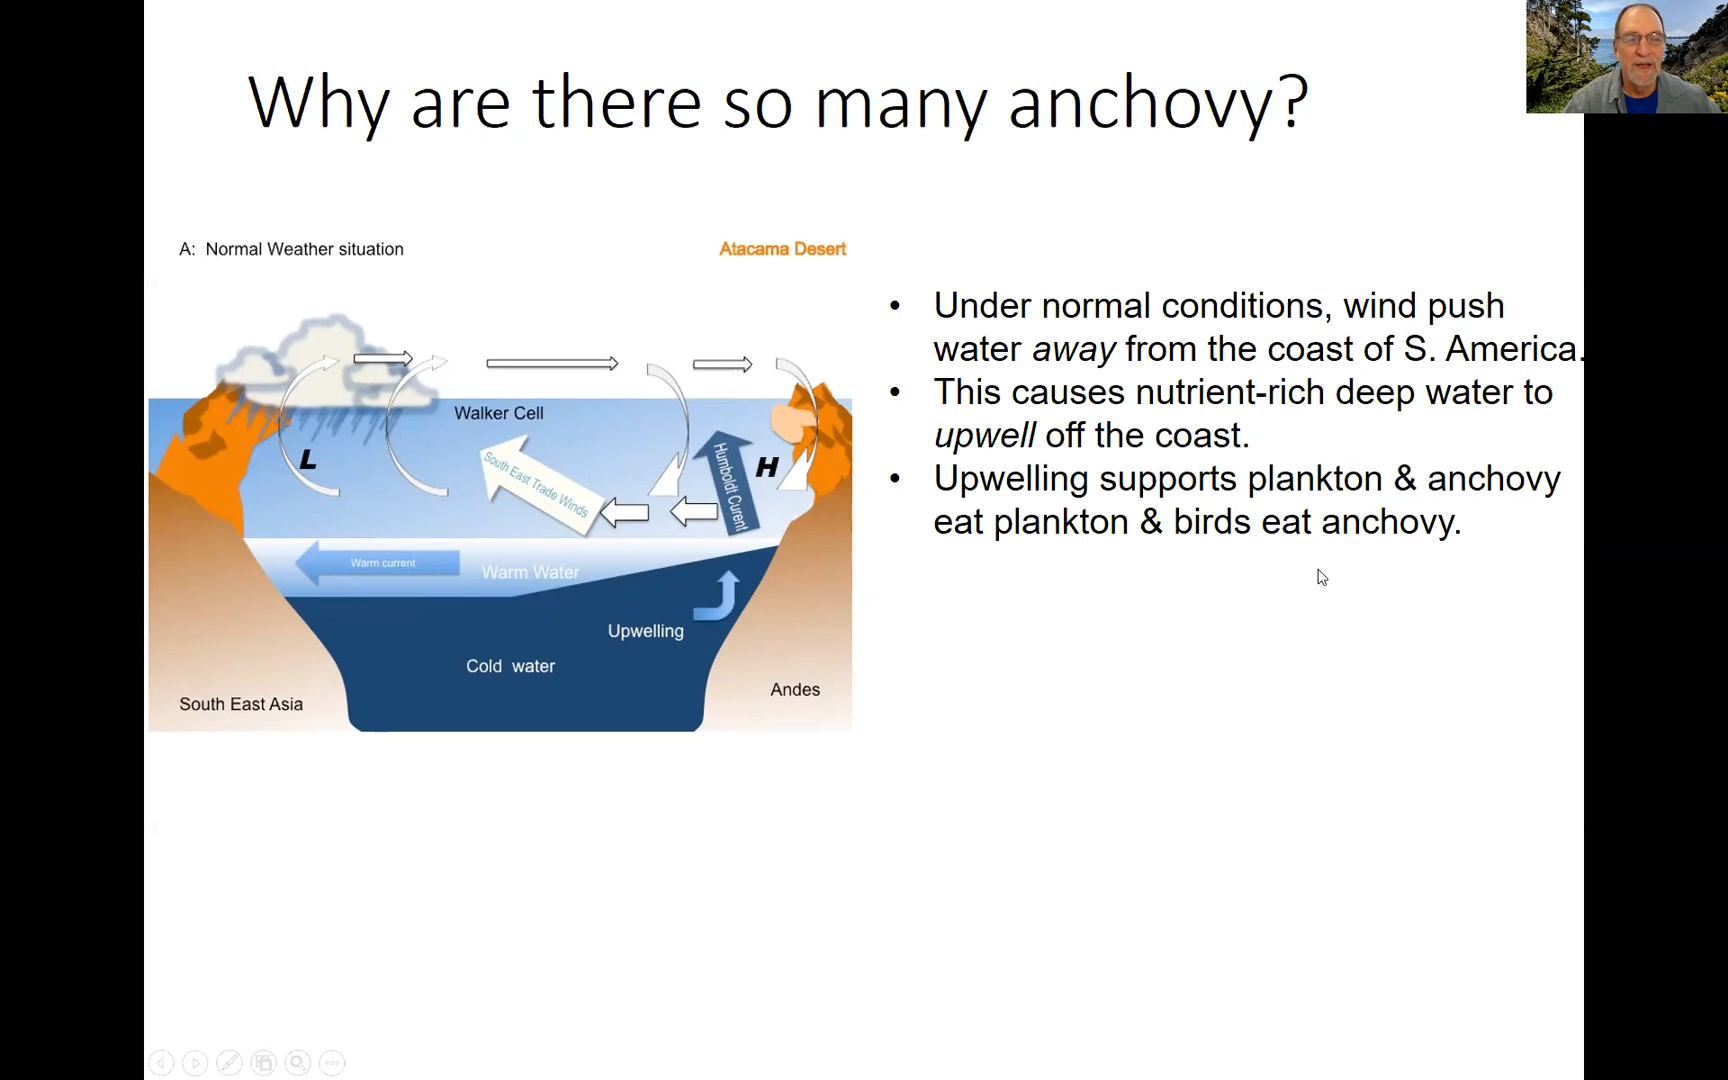 Why are there so many anchovy?
A: Normal Weather situation
Atacama Desert
• Under normal conditions, wind push
water away from the coast of S. America.
• This causes nutrient-rich deep water to
upwell off the coast.
• Upwelling supports plankton & anchovy
eat plankton & birds eat anchovy.
Walker Cell
L
South East Trade Winds
Humboldt Curent
H
Warm current
Warm Water
Upwelling
Cold water
South East Asia
Andes